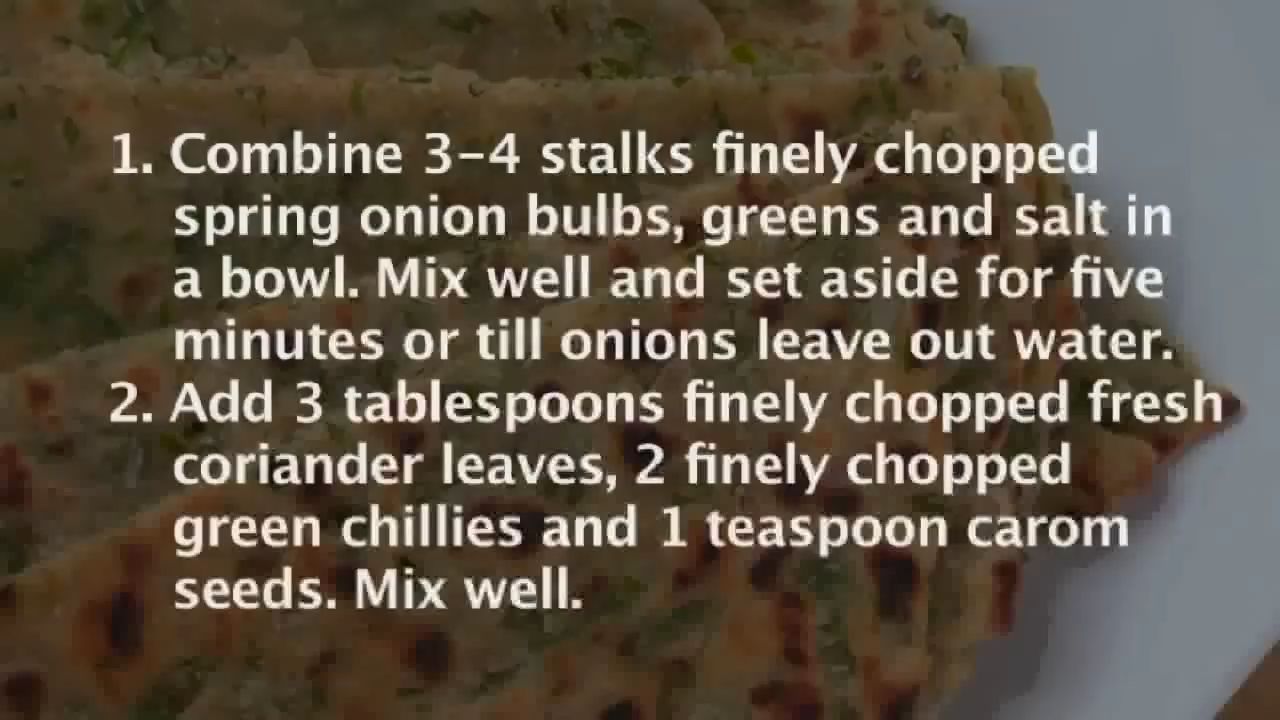 1. Combine 3-4 stalks finely chopped
spring onion bulbs, greens and salt in
a bowl. Mix well and set aside for five
minutes or till onions leave out water.
2. Add 3 tablespoons finely chopped fresh
coriander leaves, 2 finely chopped
green chillies and 1 teaspoon carom
seeds. Mix well.